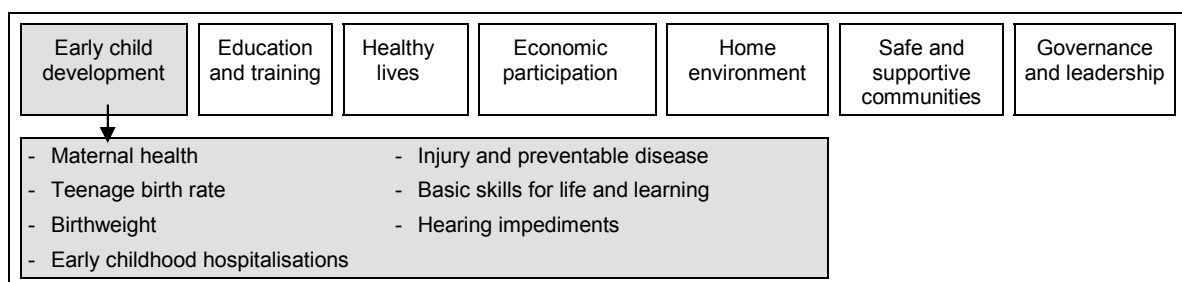 Early child
development
Education
and training
Healthy
lives
Economic
participation
Home
environment
Safe and
supportive
communities
Governance
and leadership
- Maternal health
- Teenage birth rate
- Birthweight
- Early childhood hospitalisations
- Injury and preventable disease
- Basic skills for life and learning
- Hearing impediments